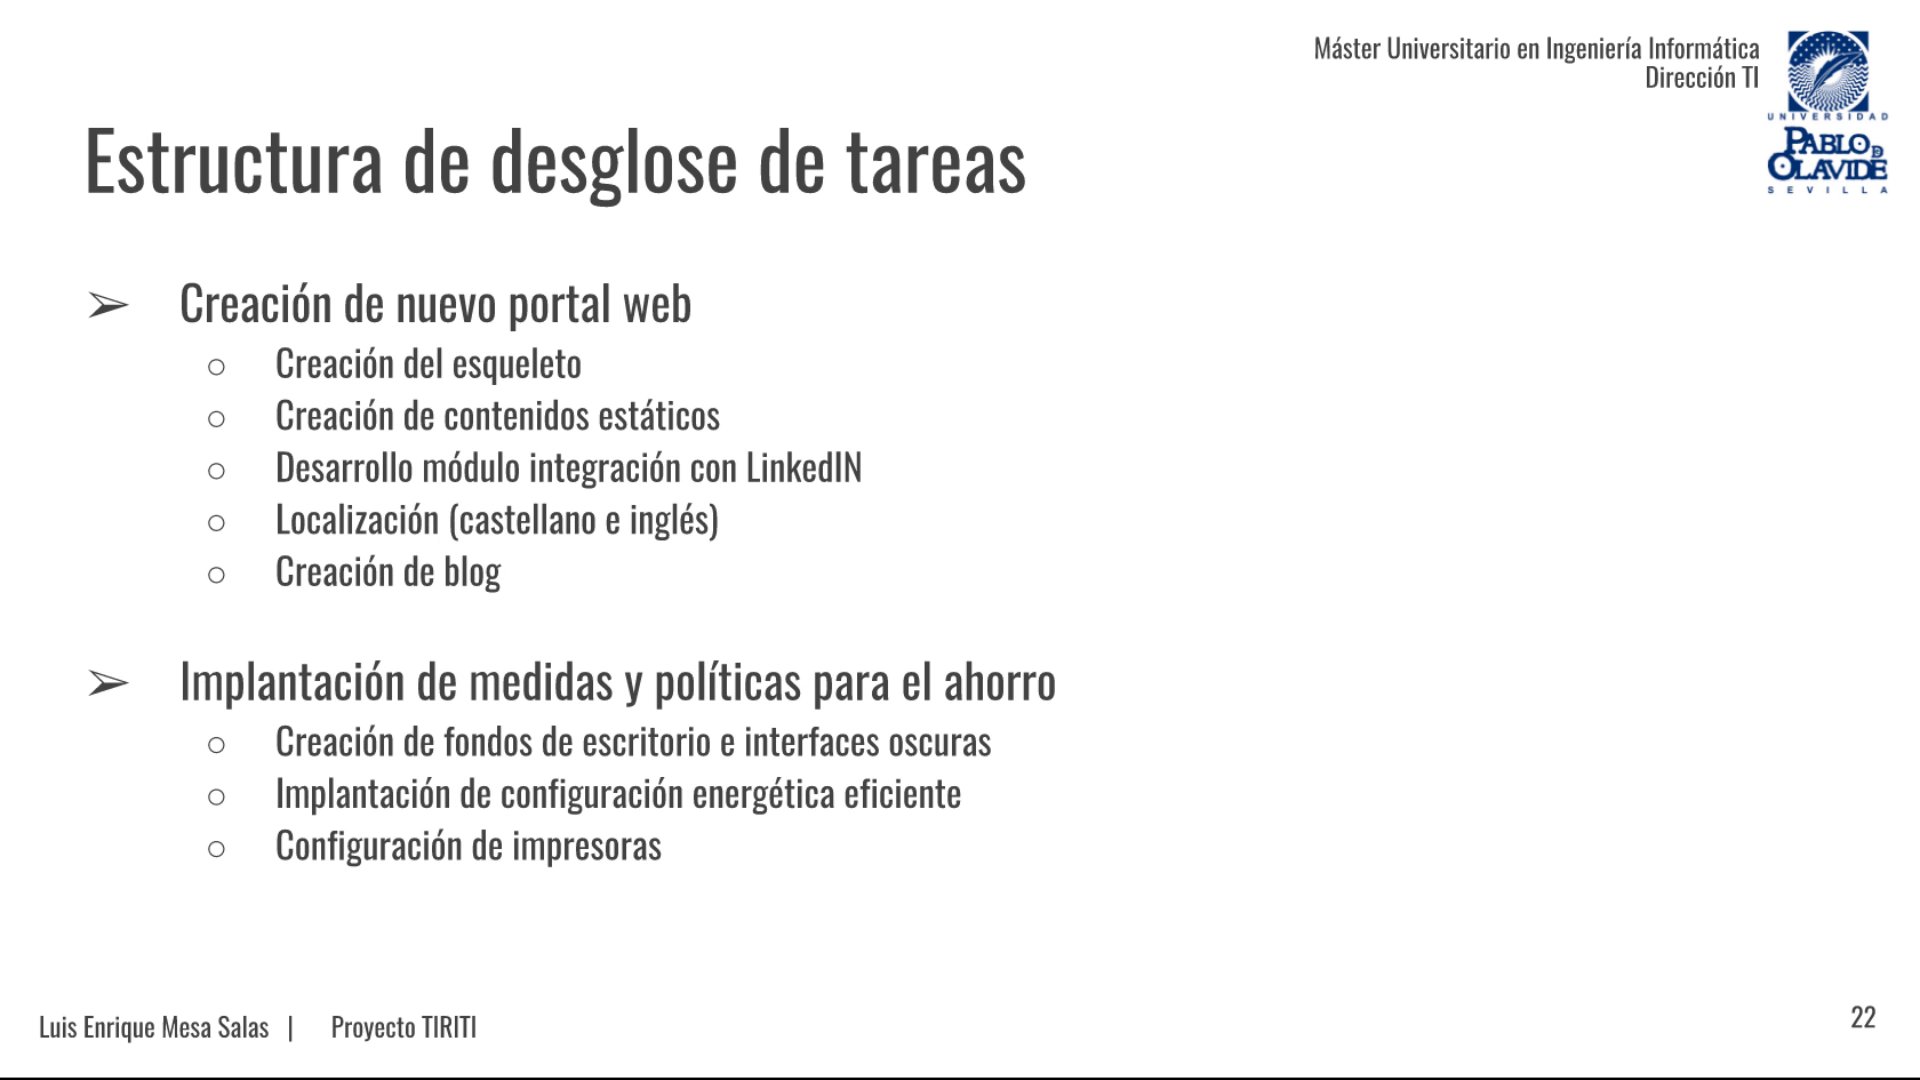 Máster Universitario en Ingeniería Informática
Dirección TI
UNIVERSIDAD
PABLO DE
OLAVIDE
SEVILLA
Estructura de desglose de tareas
➢ Creación de nuevo portal web
○ Creación del esqueleto
○ Creación de contenidos estáticos
○ Desarrollo módulo integración con LinkedIN
○ Localización (castellano e inglés)
○ Creación de blog
➢ Implantación de medidas y políticas para el ahorro
○ Creación de fondos de escritorio e interfaces oscuras
○ Implantación de configuración energética eficiente
○ Configuración de impresoras
Luis Enrique Mesa Salas | Proyecto TIRITI
22